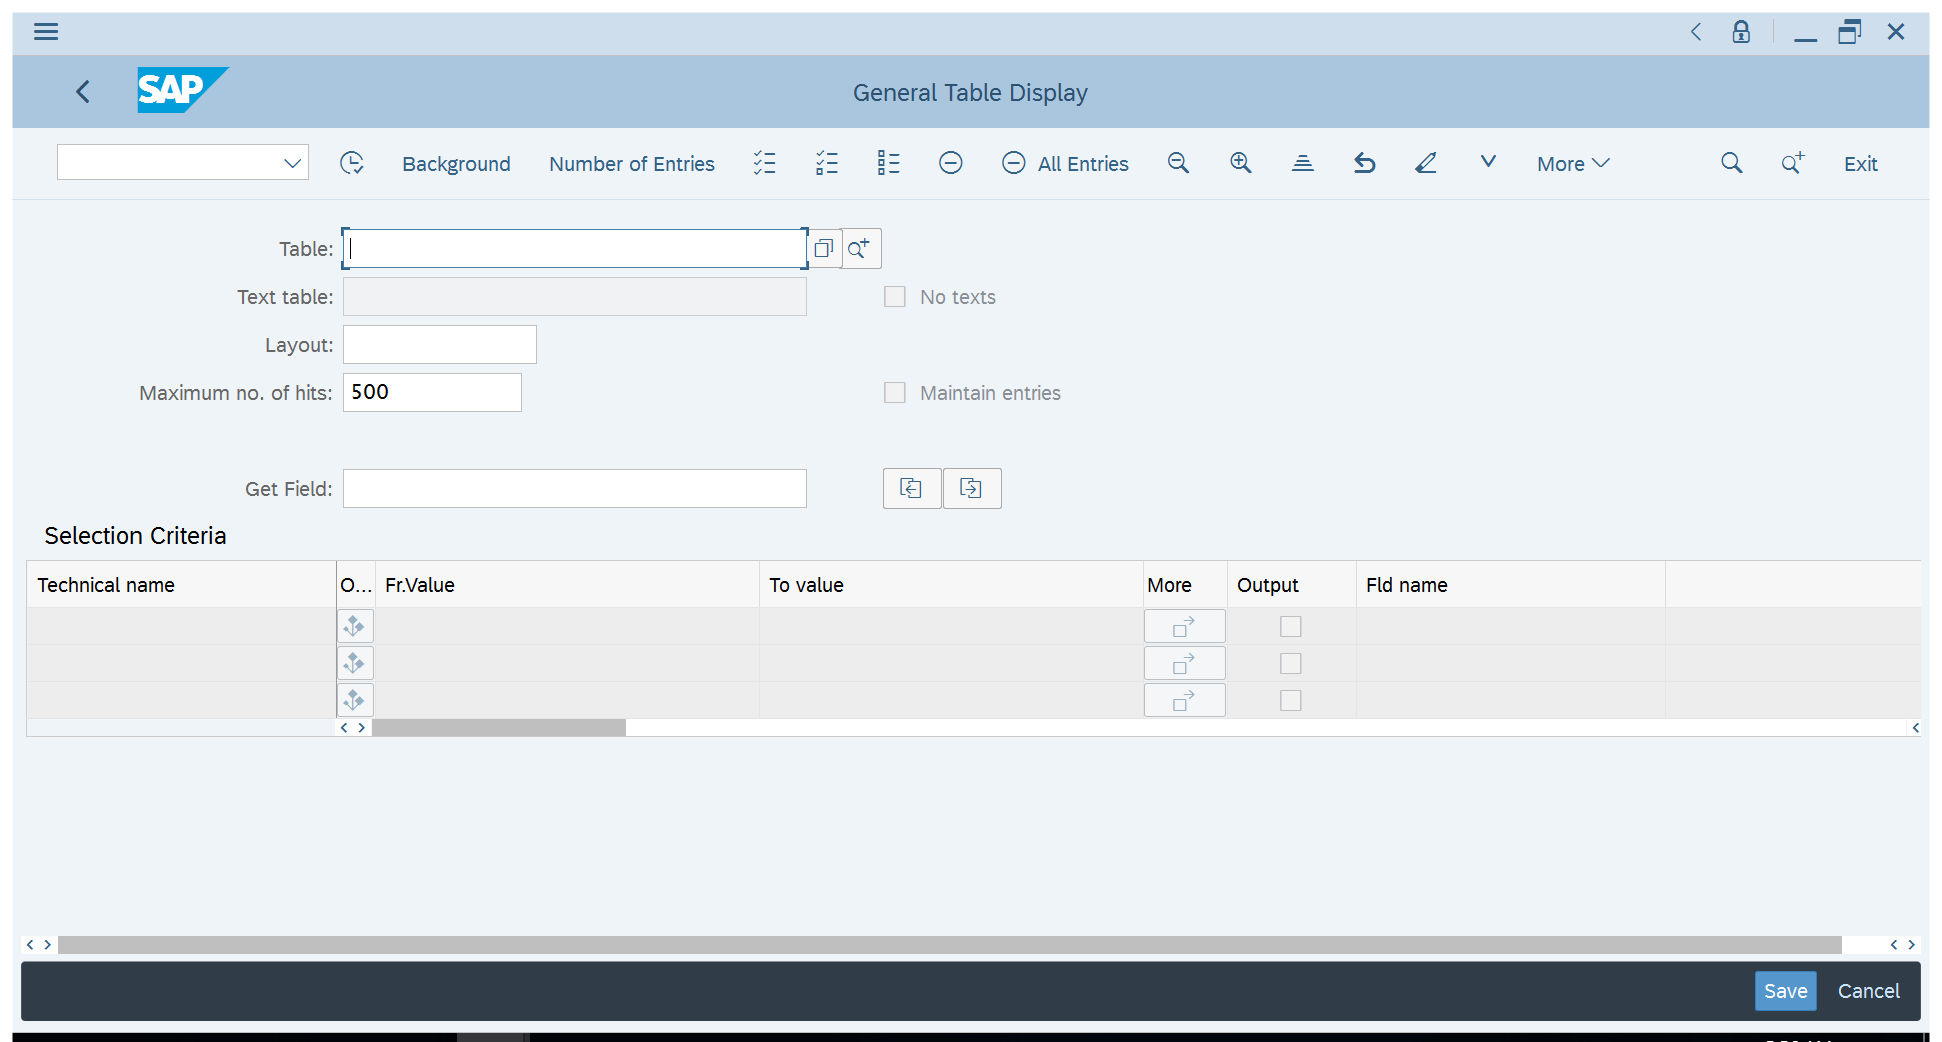 SAP
General Table Display
Background Number of Entries All Entries More Exit
Table:
Text table: No texts
Layout:
Maximum no. of hits: 500 Maintain entries
Get Field:
Selection Criteria
Technical name O... Fr.Value To value More Output Fld name
Save Cancel